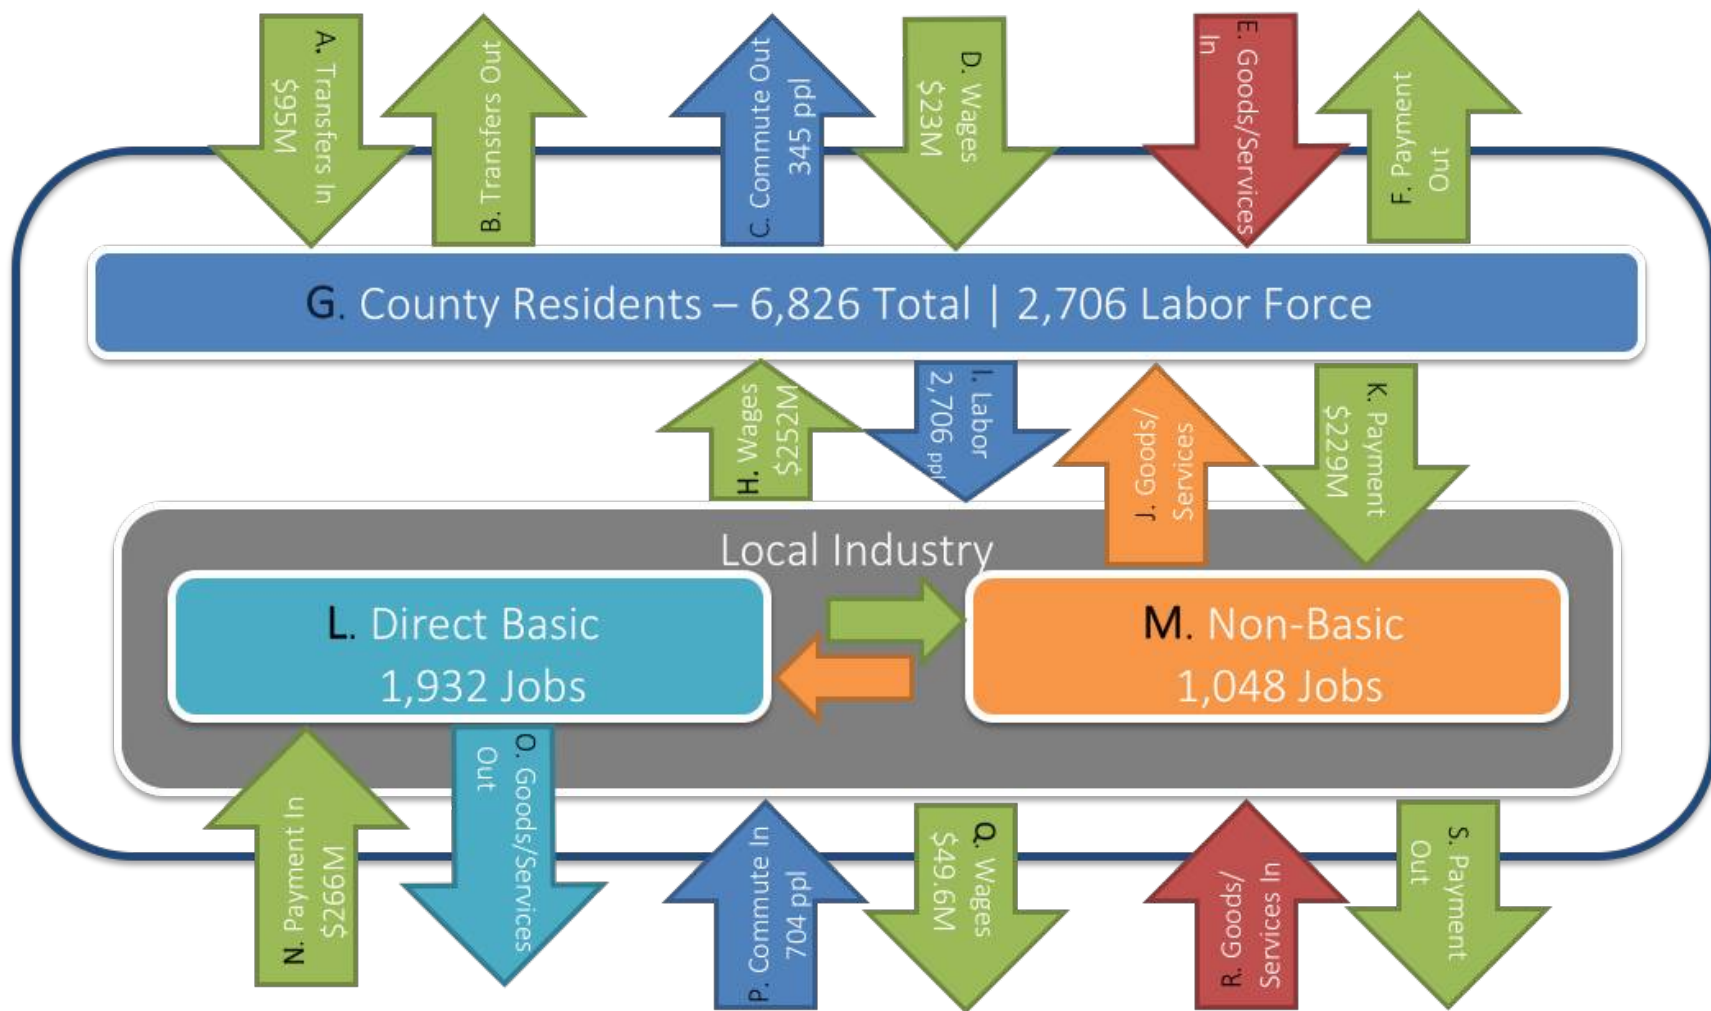 A. Transfers In
$95M
B. Transfers Out
C. Commute Out
345 ppl
D. Wages
$23M
E. Goods/Services
In
F. Payment
Out
G. County Residents – 6,826 Total | 2,706 Labor Force
H. Wages
$252M
I. Labor
2,706 ppl
J. Goods/
Services
K. Payment
$229M
Local Industry
L. Direct Basic
1,932 Jobs
M. Non-Basic
1,048 Jobs
N. Payment In
$266M
O. Goods/Services
Out
P. Commute In
704 ppl
Q. Wages
$49.6M
R. Goods/
Services In
S. Payment
Out